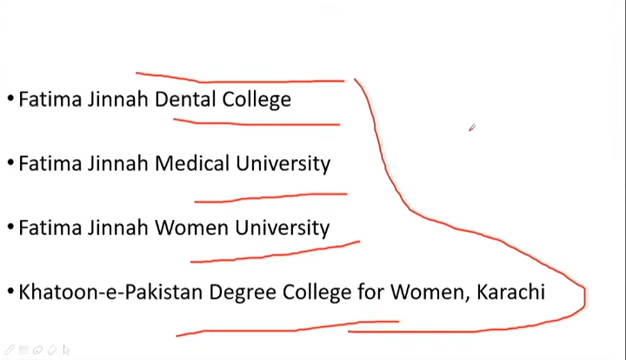 • Fatima Jinnah Dental College
• Fatima Jinnah Medical University
• Fatima Jinnah Women University
• Khatoon-e-Pakistan Degree College for Women, Karachi